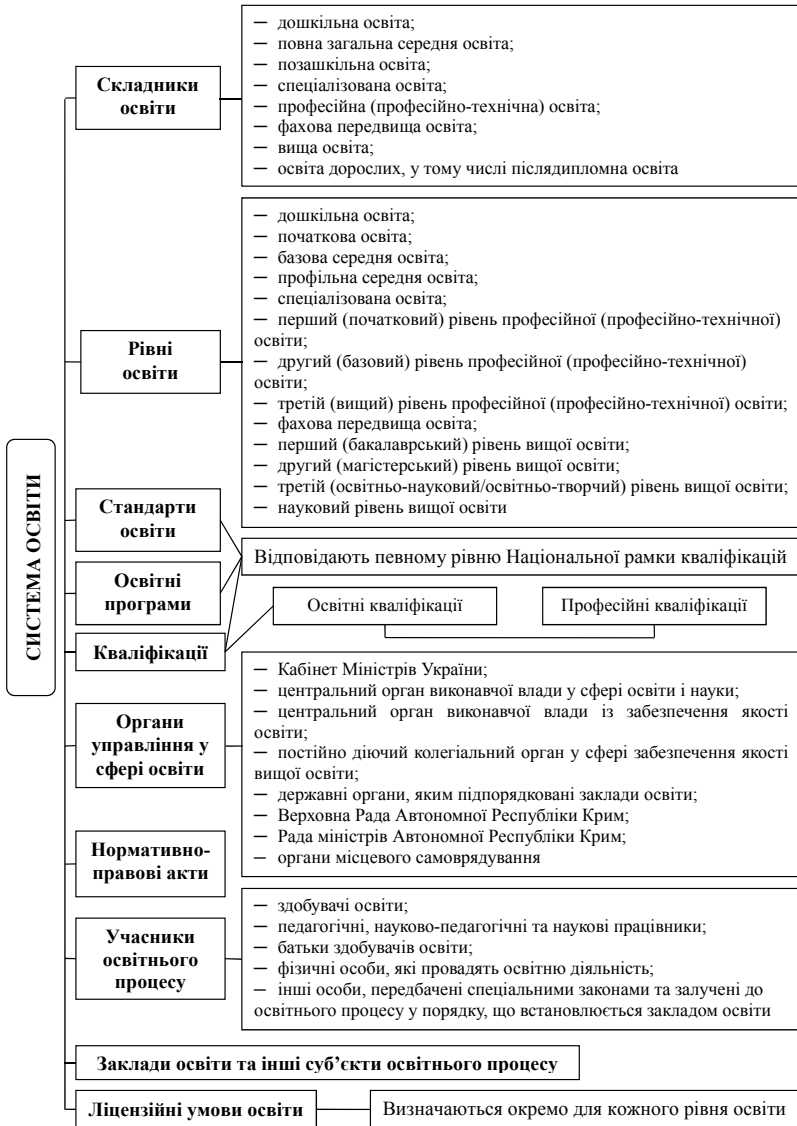 СИСТЕМА ОСВІТИ
Складники
освіти
— дошкільна освіта;
— повна загальна середня освіта;
— позашкільна освіта;
— спеціалізована освіта;
— професійна (професійно-технічна) освіта;
— фахова передвища освіта;
— вища освіта;
— освіта дорослих, у тому числі післядипломна освіта
Рівні
освіти
— дошкільна освіта;
— початкова освіта;
— базова середня освіта;
— профільна середня освіта;
— спеціалізована освіта;
— перший (початковий) рівень професійної (професійно-технічної)
освіти;
— другий (базовий) рівень професійної (професійно-технічної)
освіти;
— третій (вищий) рівень професійної (професійно-технічної) освіти;
— фахова передвища освіта;
— перший (бакалаврський) рівень вищої освіти;
— другий (магістерський) рівень вищої освіти;
— третій (освітньо-науковий/освітньо-творчий) рівень вищої освіти;
— науковий рівень вищої освіти
Стандарти
освіти
Освітні
програми
Кваліфікації
Відповідають певному рівню Національної рамки кваліфікацій
Освітні кваліфікації
Професійні кваліфікації
Органи
управління у
сфері освіти
— Кабінет Міністрів України;
— центральний орган виконавчої влади у сфері освіти і науки;
— центральний орган виконавчої влади із забезпечення якості
освіти;
— постійно діючий колегіальний орган у сфері забезпечення якості
вищої освіти;
— державні органи, яким підпорядковані заклади освіти;
— Верховна Рада Автономної Республіки Крим;
— Рада міністрів Автономної Республіки Крим;
— органи місцевого самоврядування
Нормативно-
правові акти
Учасники
освітнього
процесу
— здобувачі освіти;
— педагогічні, науково-педагогічні та наукові працівники;
— батьки здобувачів освіти;
— фізичні особи, які провадять освітню діяльність;
— інші особи, передбачені спеціальними законами та залучені до
освітнього процесу у порядку, що встановлюється закладом освіти
Заклади освіти та інші суб’єкти освітнього процесу
Ліцензійні умови освіти
Визначаються окремо для кожного рівня освіти